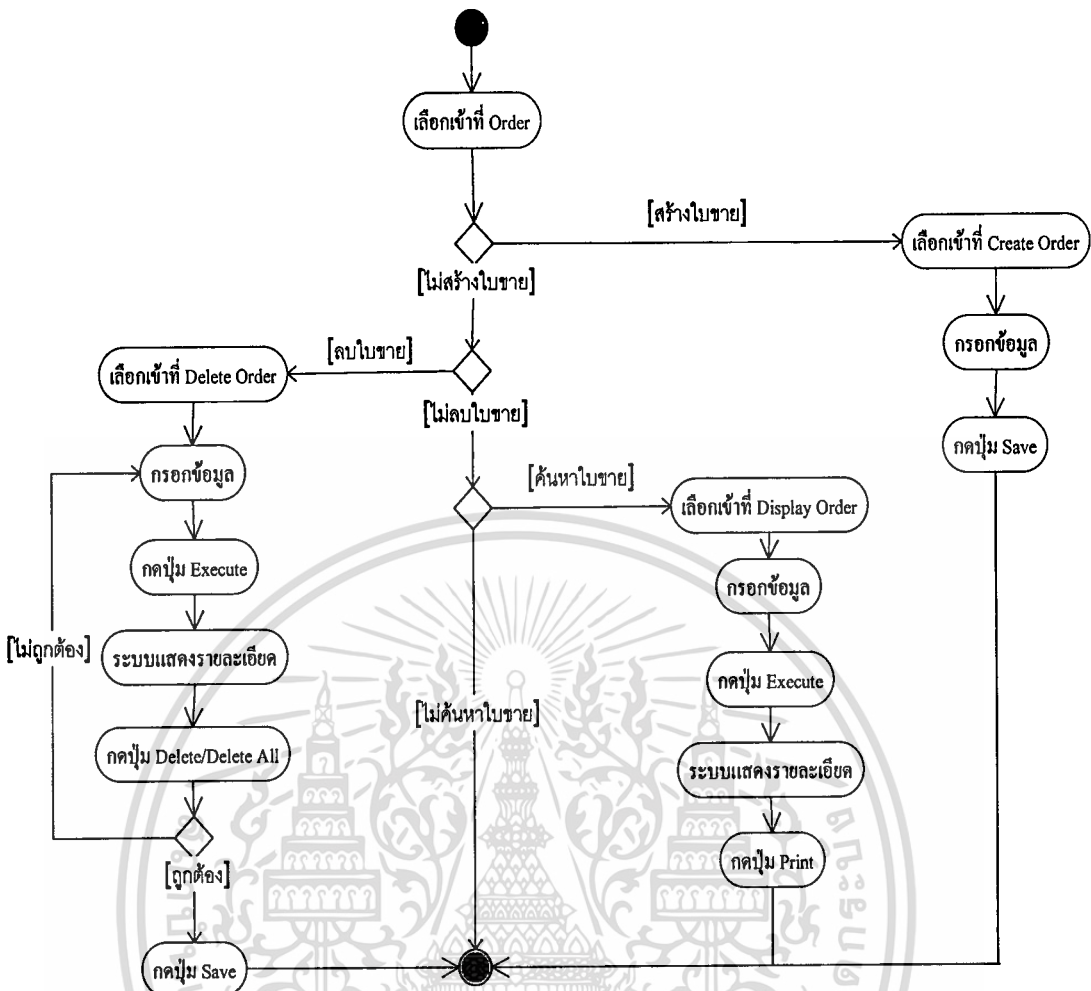 เลือกเข้าที่ Order
[สร้างใบขาย]
เลือกเข้าที่ Create Order
[ไม่สร้างใบขาย]
กรอกข้อมูล
[ลบใบขาย]
เลือกเข้าที่ Delete Order
[ไม่ลบใบขาย]
กดปุ่ม Save
กรอกข้อมูล
[ค้นหาใบขาย]
เลือกเข้าที่ Display Order
กดปุ่ม Execute
กรอกข้อมูล
[ไม่ถูกต้อง]
ระบบแสดงรายละเอียด
กดปุ่ม Execute
[ไม่ค้นหาใบขาย]
กดปุ่ม Delete/Delete All
ระบบแสดงรายละเอียด
กดปุ่ม Print
[ถูกต้อง]
กดปุ่ม Save